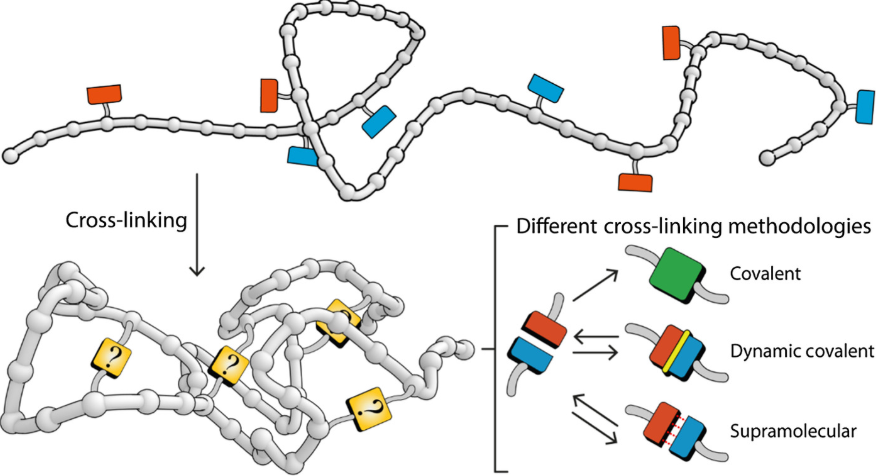 Cross-linking
Different cross-linking methodologies
Covalent
Dynamic covalent
Supramolecular
?
?
?
?